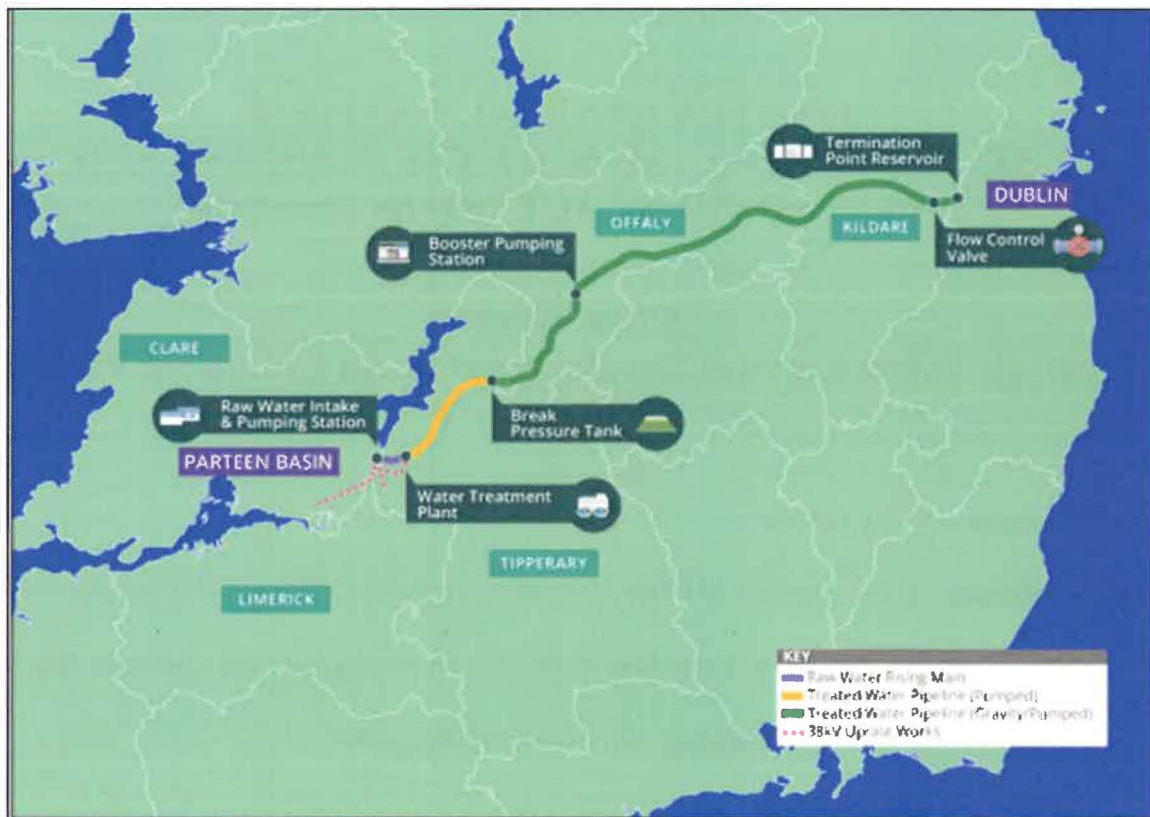 Termination
Point Reservoir
DUBLIN
OFFALY
KILDARE
Booster Pumping
Station
Flow Control
Valve
CLARE
Raw Water Intake
& Pumping Station
Break
Pressure Tank
PARTEEN BASIN
Water Treatment
Plant
TIPPERARY
LIMERICK
KEY
Raw Water Rising Main
Treated Water Pipeline (Pumped)
Treated Water Pipeline (Gravity/Pumped)
38kV Uprate Works